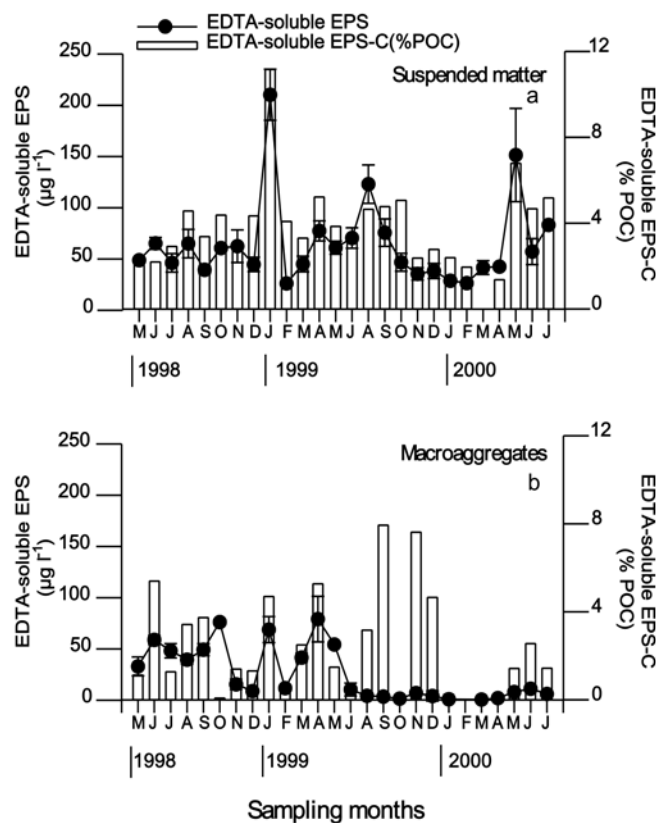 EDTA-soluble EPS
EDTA-soluble EPS-C(%POC)
Suspended matter
a
EDTA-soluble EPS
(µg l⁻¹)
250
200
150
100
50
0
12
8
4
0
EDTA-soluble EPS-C
(% POC)
M J J A S O N D J F M A M J J A S O N D J F M A M J J
1998 1999 2000
Macroaggregates
b
EDTA-soluble EPS
(µg l⁻¹)
250
200
150
100
50
0
12
8
4
0
EDTA-soluble EPS-C
(% POC)
M J J A S O N D J F M A M J J A S O N D J F M A M J J
1998 1999 2000
Sampling months